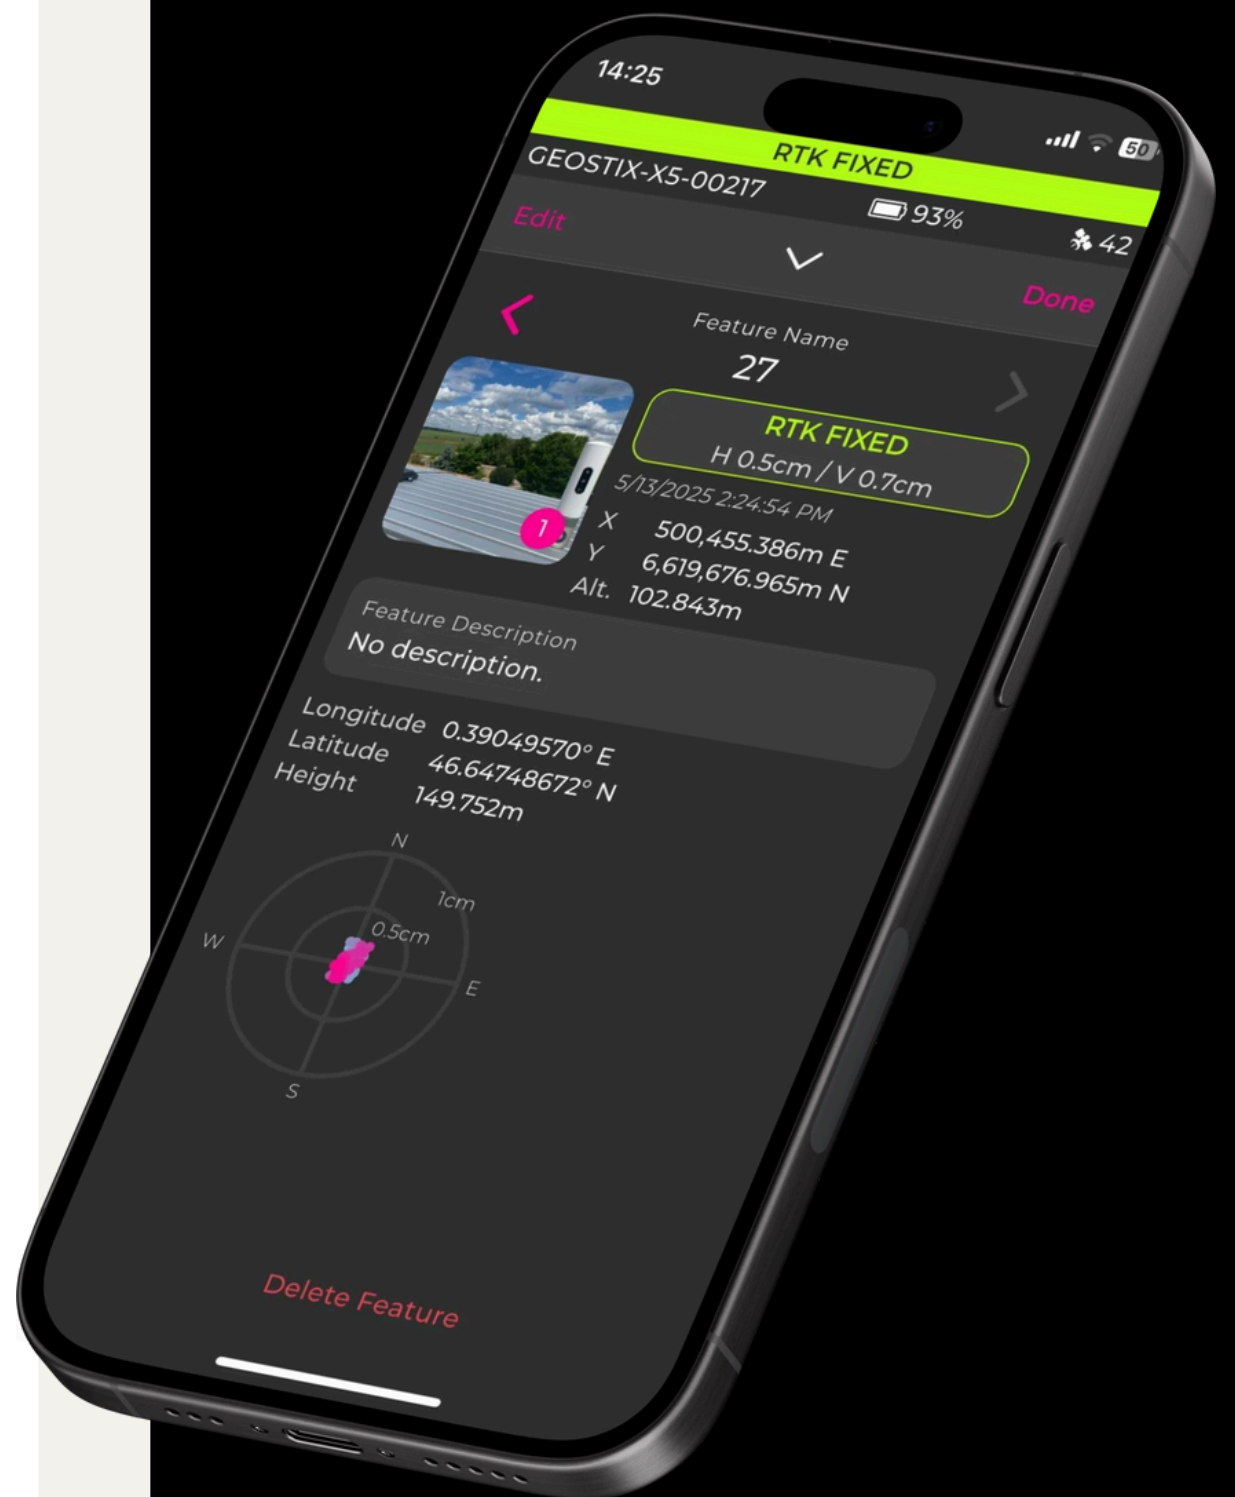 14:25
50
RTK FIXED
GEOSTIX-X5-00217 93% 42
Edit
Done
Feature Name
27
RTK FIXED
H 0.5cm / V 0.7cm
5/13/2025 2:24:54 PM
1
X 500,455.386m E
Y 6,619,676.965m N
Alt. 102.843m
Feature Description
No description.
Longitude 0.39049570° E
Latitude 46.64748672° N
Height 149.752m
N
1cm
0.5cm
W
E
S
Delete Feature